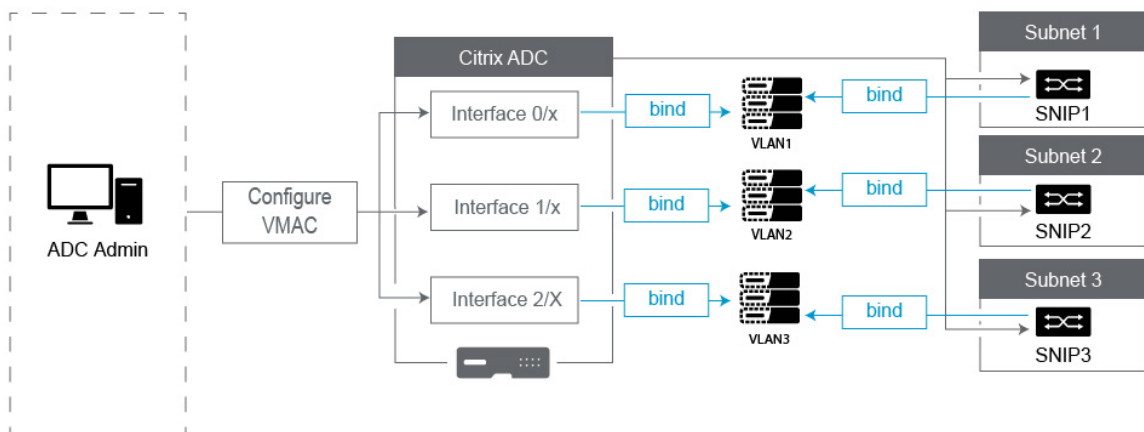 ADC Admin
Configure
VMAC
Citrix ADC
Interface 0/x
Interface 1/x
Interface 2/X
bind
VLAN1
bind
bind
VLAN2
bind
bind
VLAN3
bind
Subnet 1
SNIP1
Subnet 2
SNIP2
Subnet 3
SNIP3